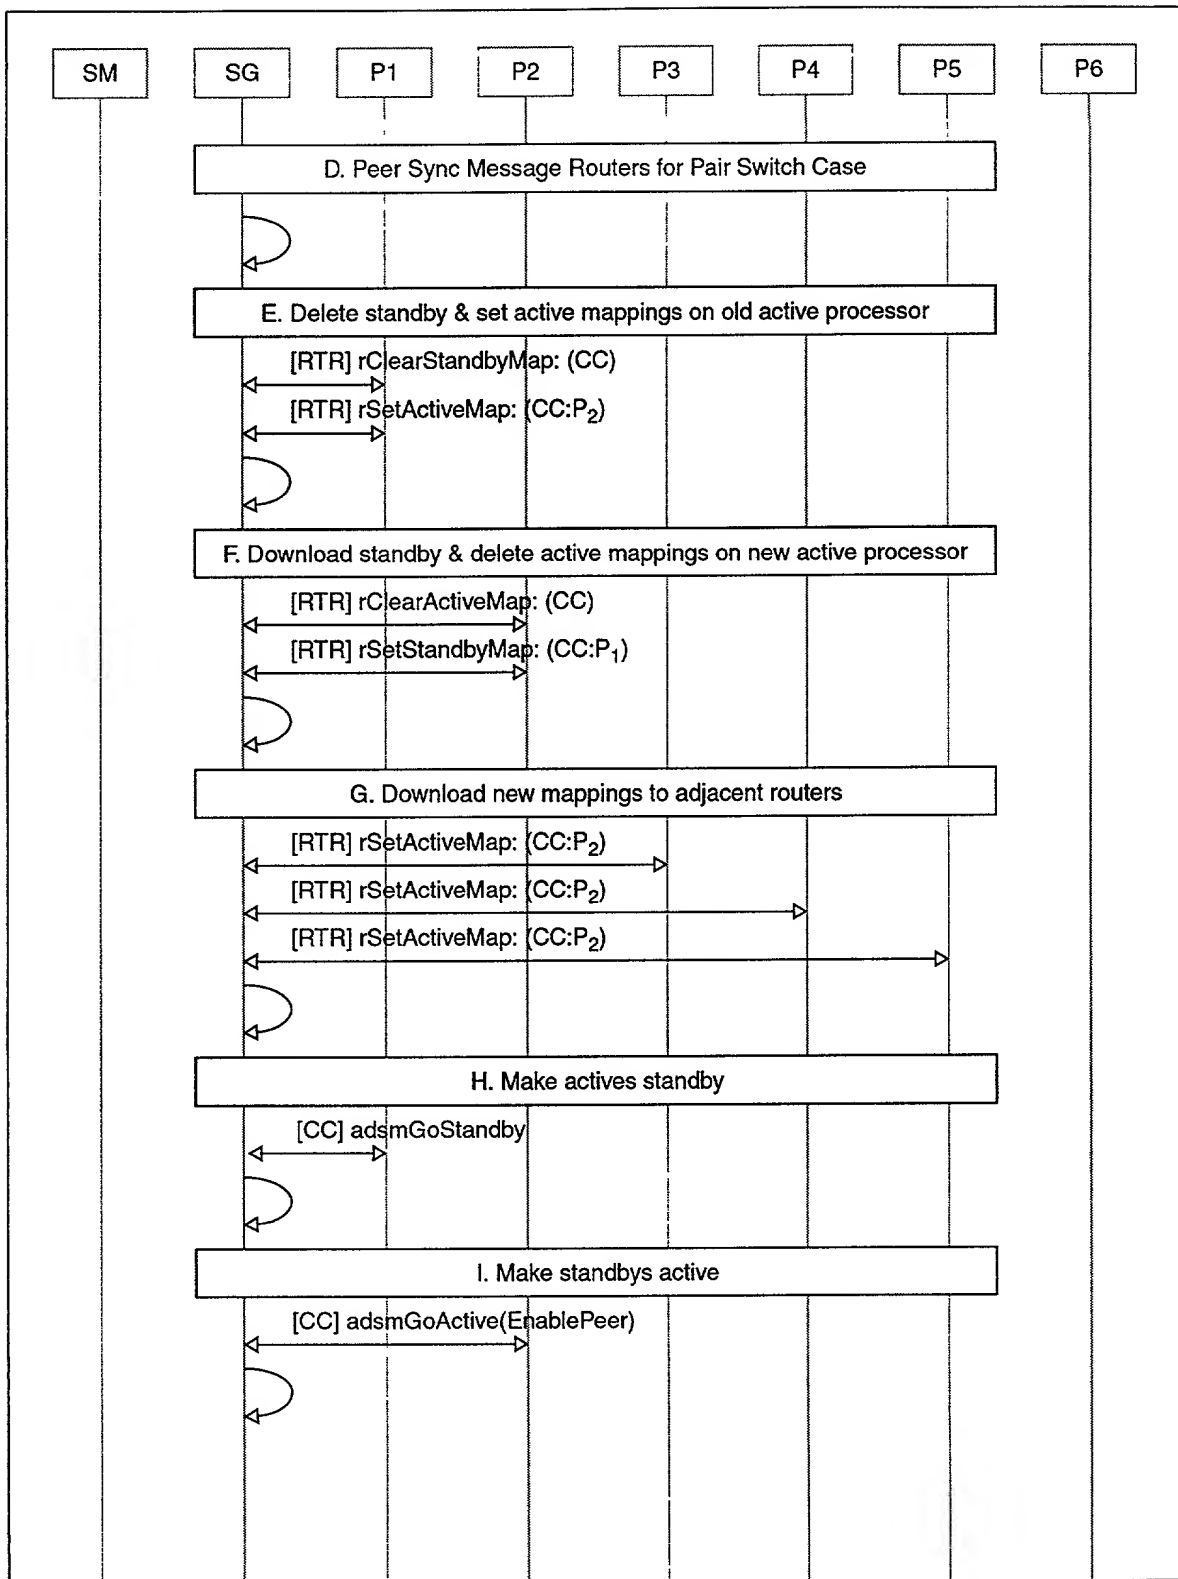 SM SG P1 P2 P3 P4 P5 P6
D. Peer Sync Message Routers for Pair Switch Case
E. Delete standby & set active mappings on old active processor
[RTR] rClearStandbyMap: (CC)
[RTR] rSetActiveMap: (CC:P2)
F. Download standby & delete active mappings on new active processor
[RTR] rClearActiveMap: (CC)
[RTR] rSetStandbyMap: (CC:P1)
G. Download new mappings to adjacent routers
[RTR] rSetActiveMap: (CC:P2)
[RTR] rSetActiveMap: (CC:P2)
[RTR] rSetActiveMap: (CC:P2)
H. Make actives standby
[CC] adsmGoStandby
I. Make standbys active
[CC] adsmGoActive(EnablePeer)